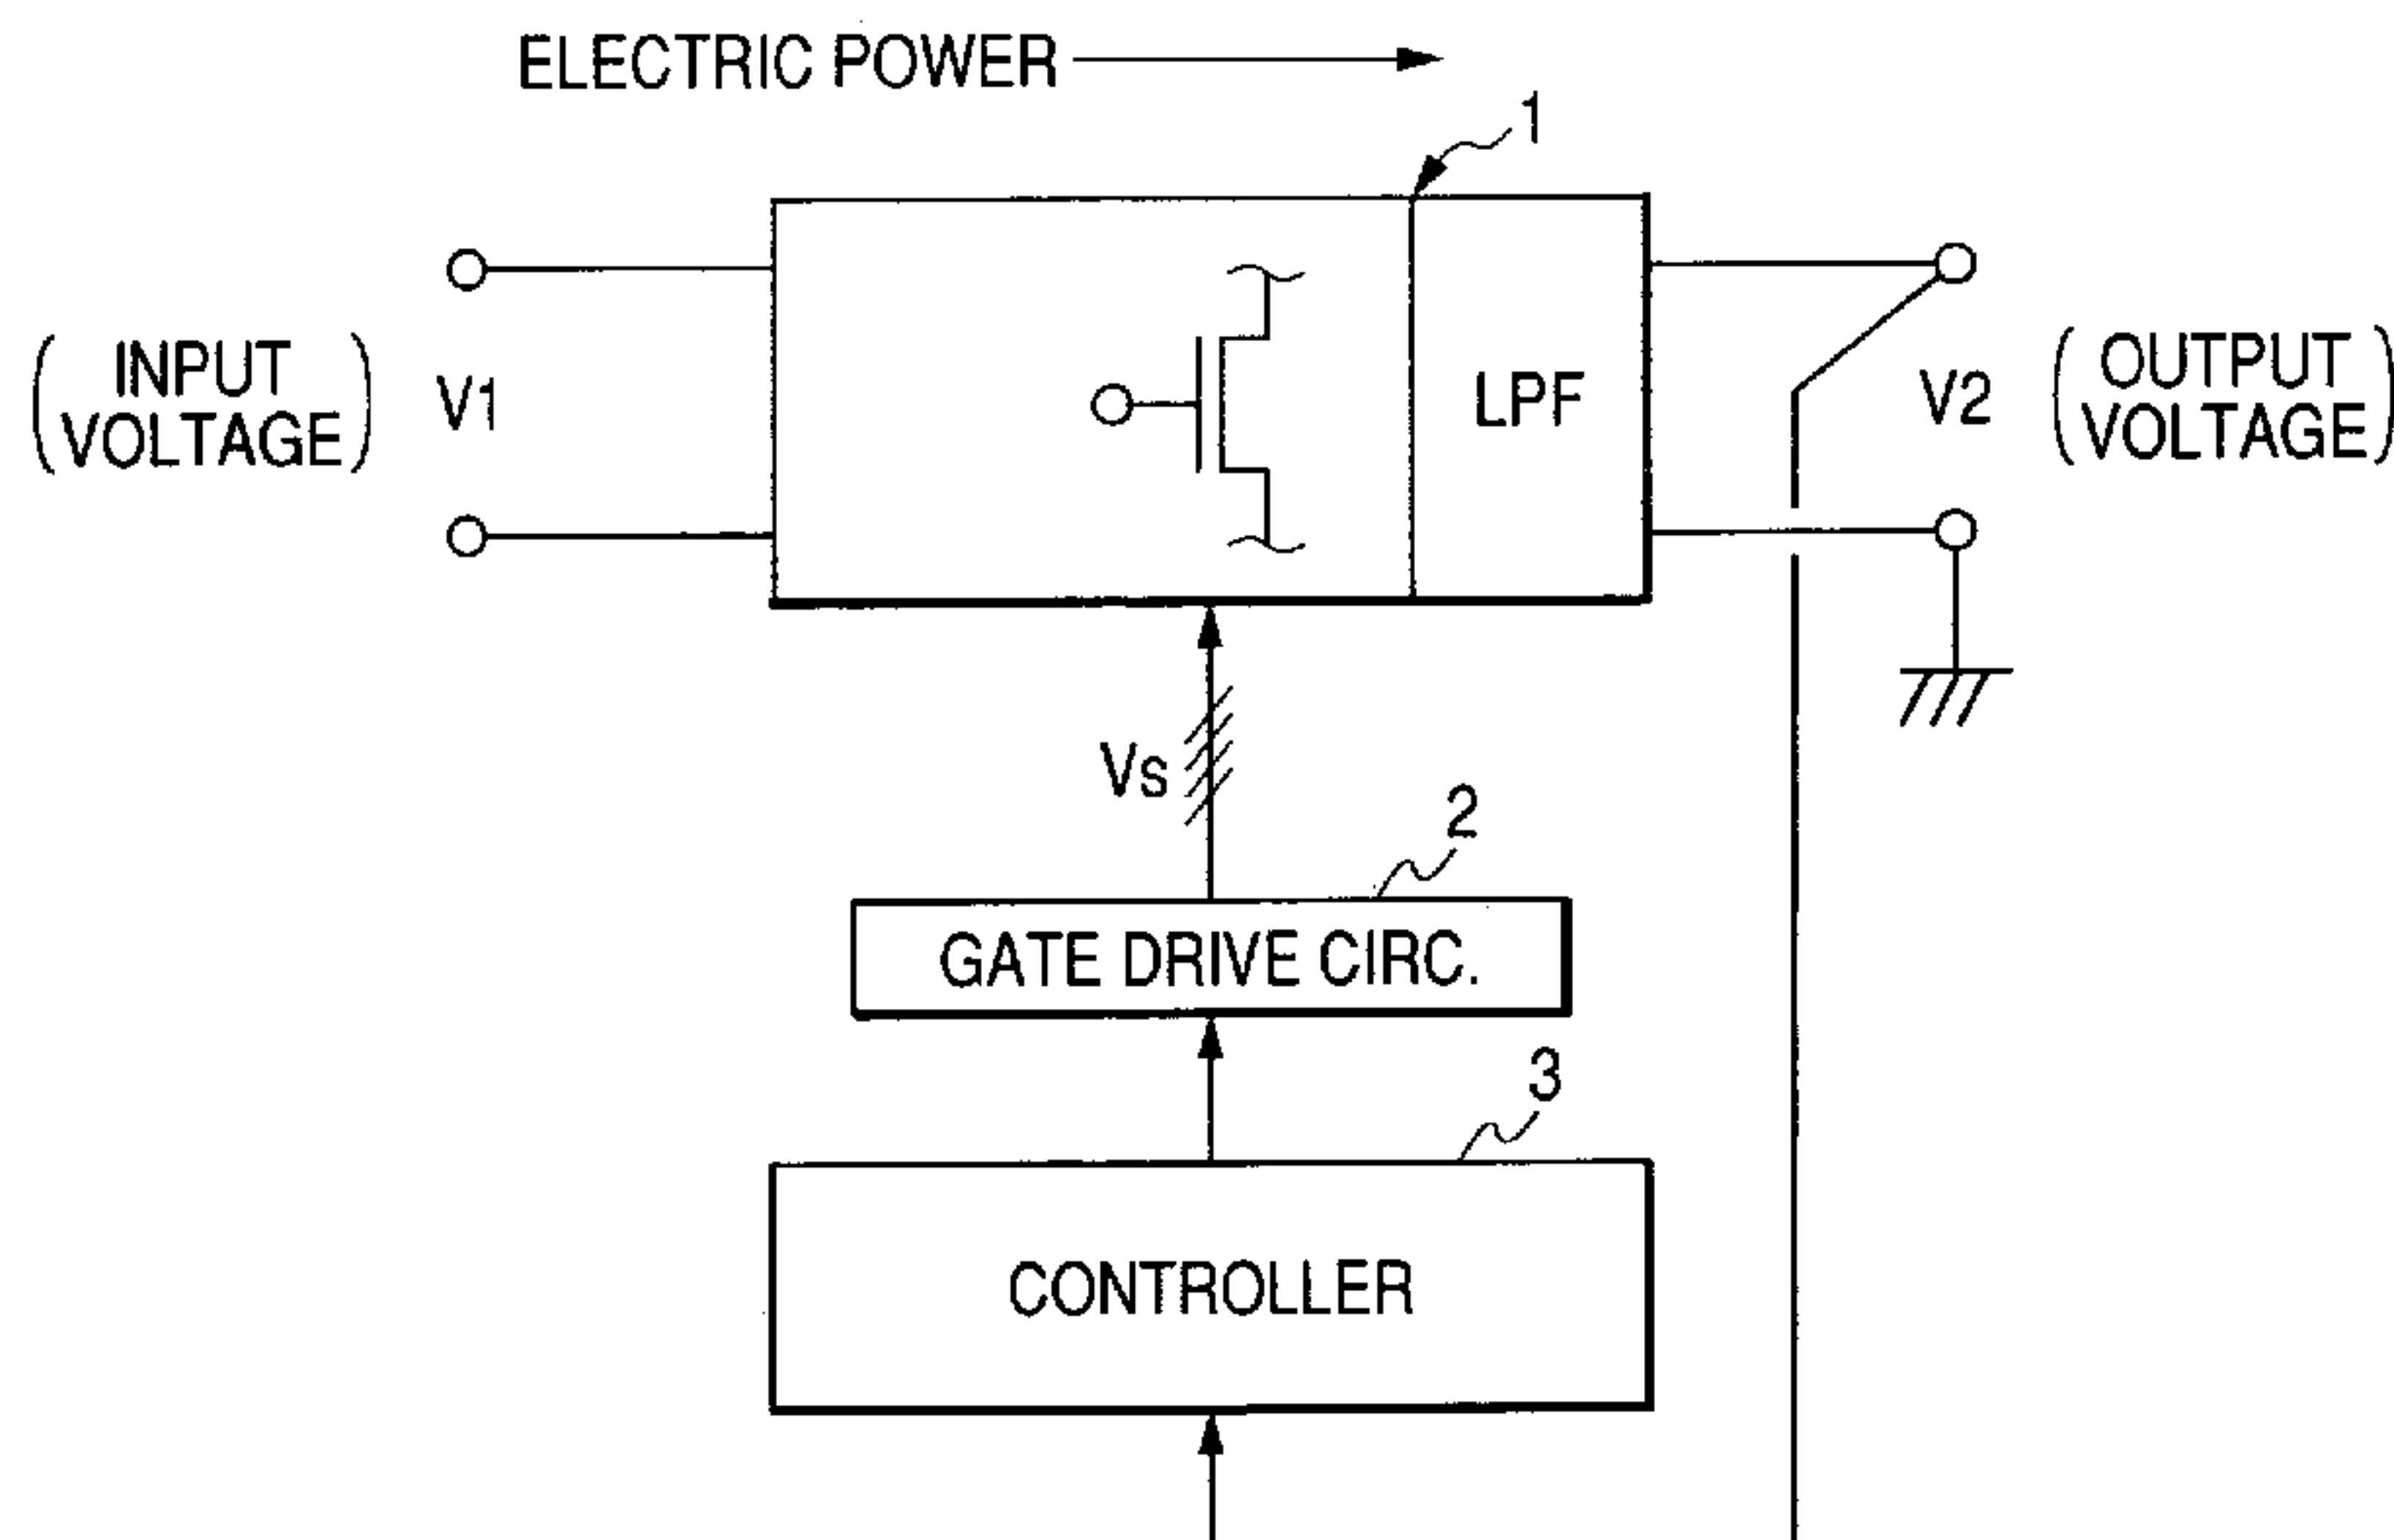 ELECTRIC POWER
1
( INPUT
VOLTAGE )
V1
LPF
V2
( OUTPUT
VOLTAGE )
Vs
2
GATE DRIVE CIRC.
3
CONTROLLER